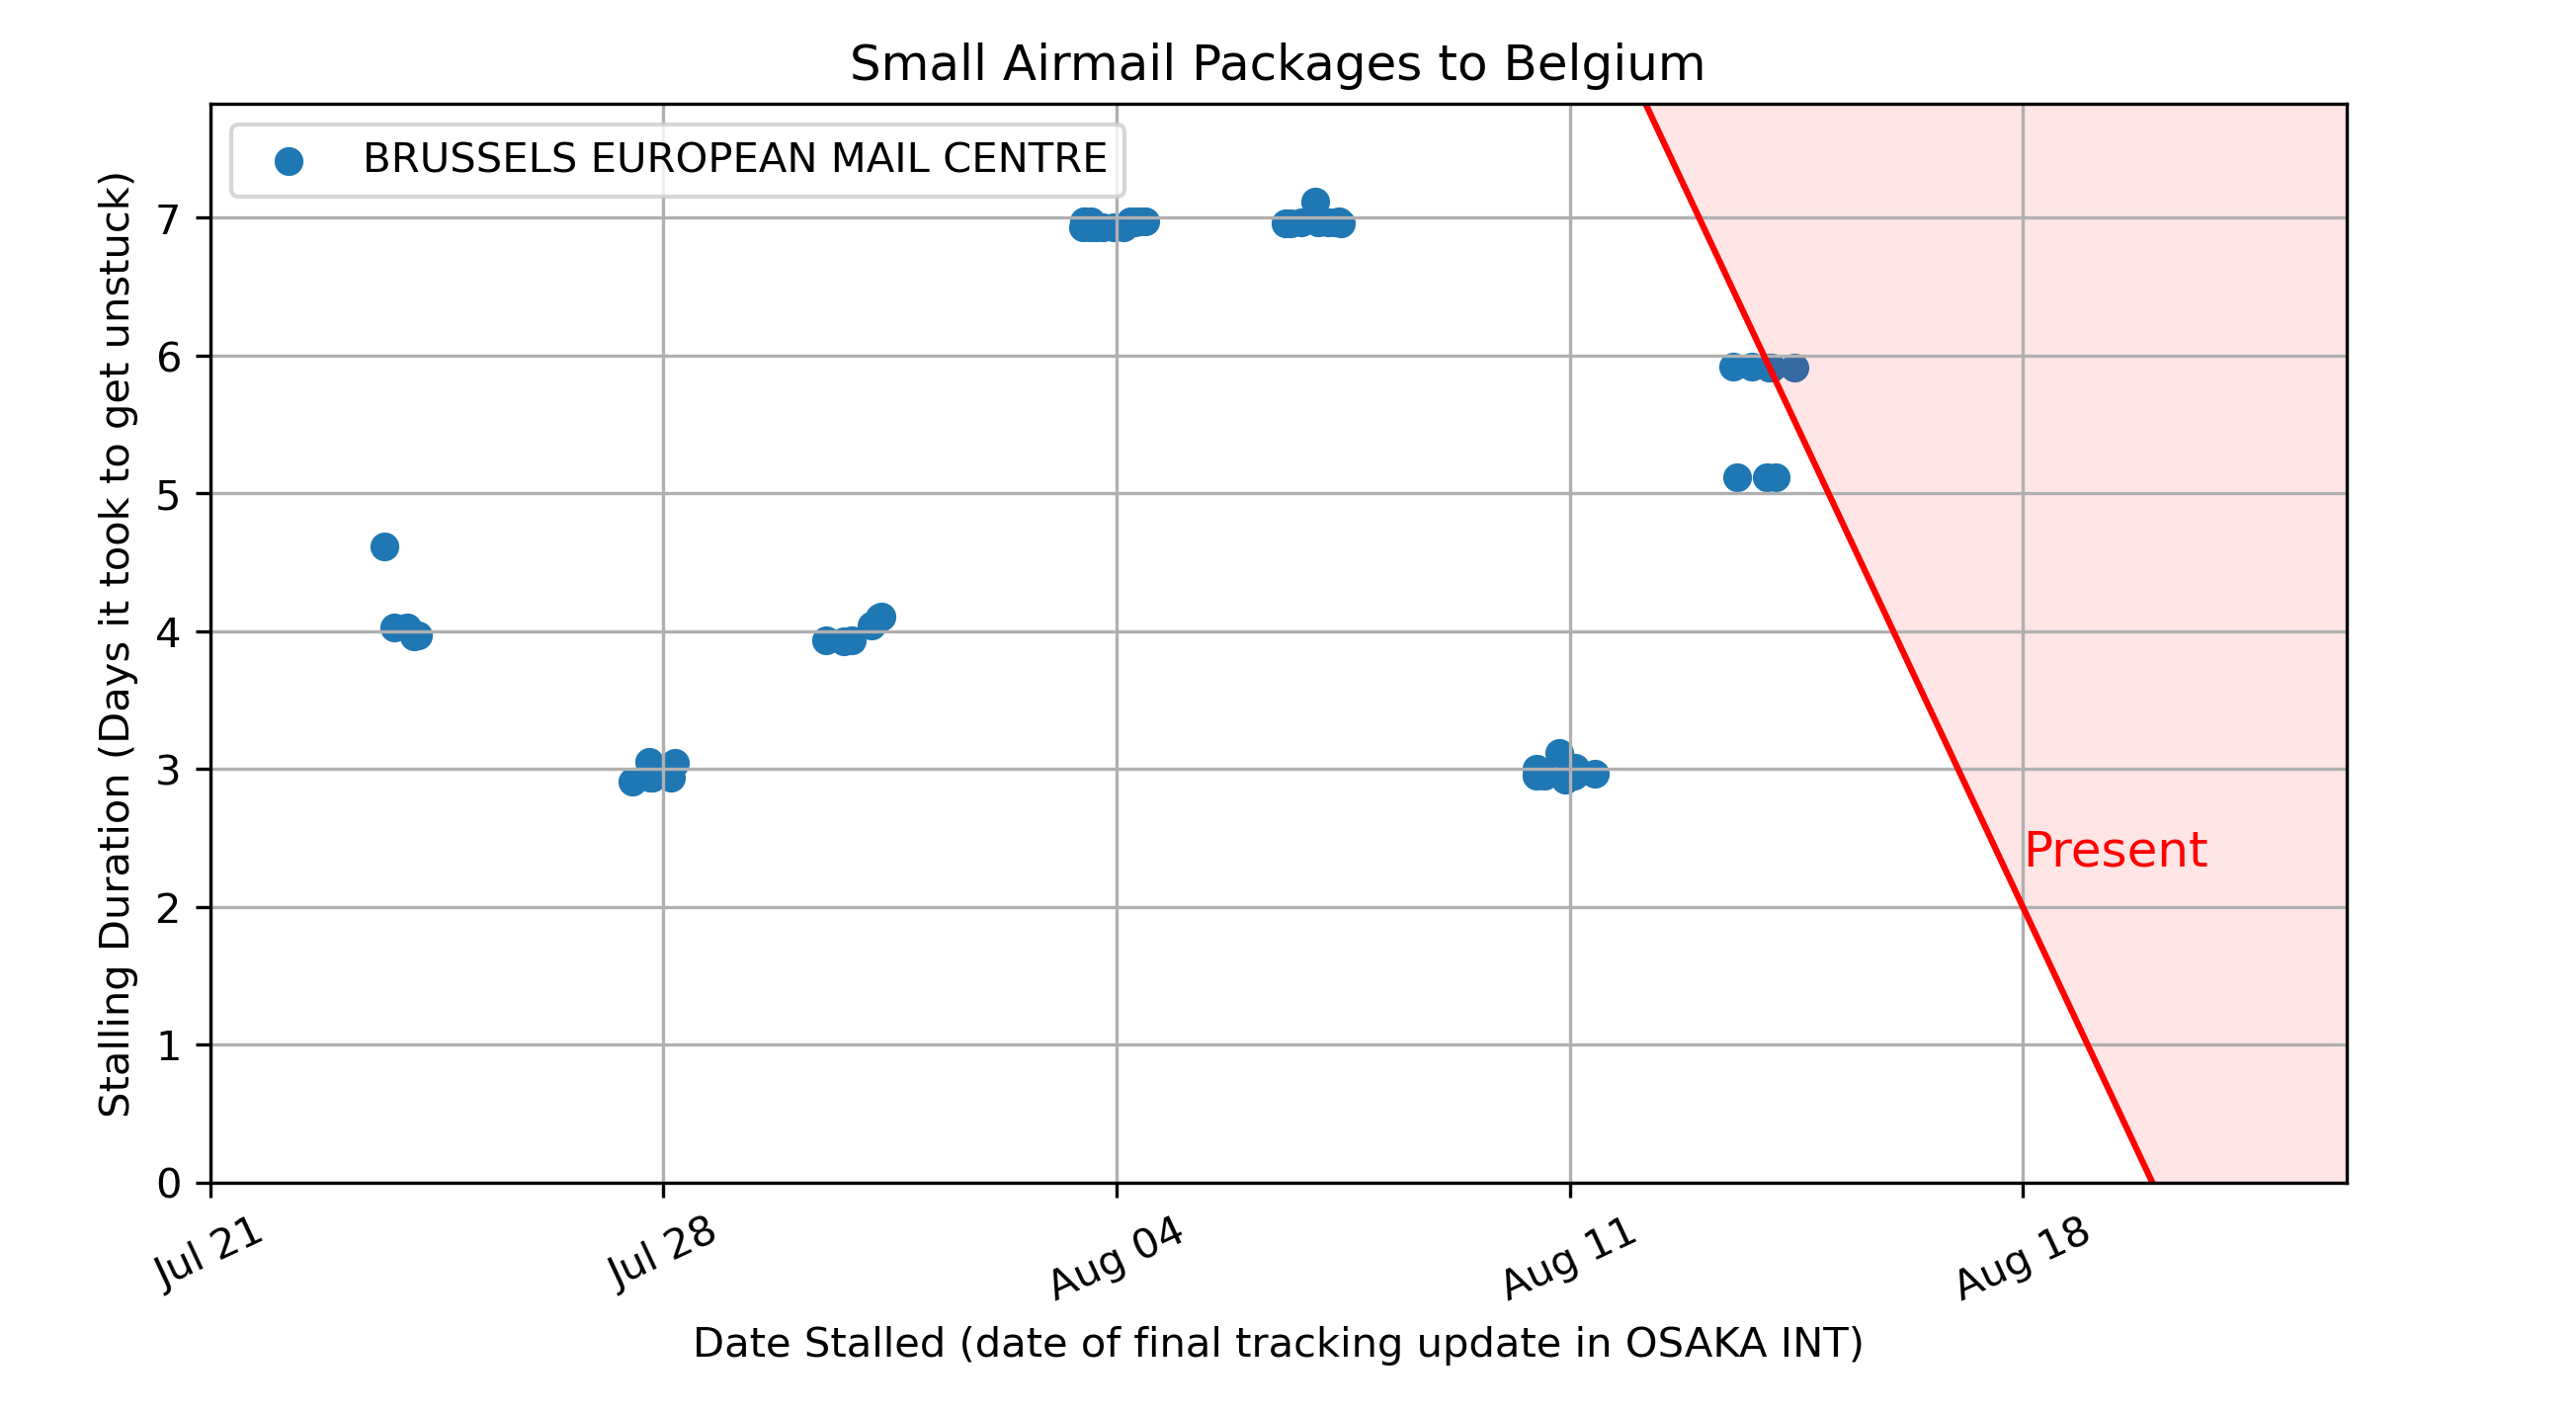 Small Airmail Packages to Belgium
BRUSSELS EUROPEAN MAIL CENTRE
Stalling Duration (Days it took to get unstuck)
7
6
5
4
3
2
1
0
Present
Jul 21
Jul 28
Aug 04
Aug 11
Aug 18
Date Stalled (date of final tracking update in OSAKA INT)